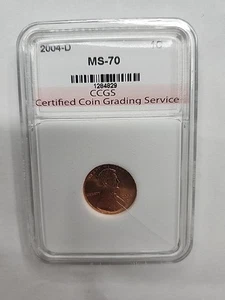 2004-D 1C
MS-70
1284829
CCGS
Certified Coin Grading Service